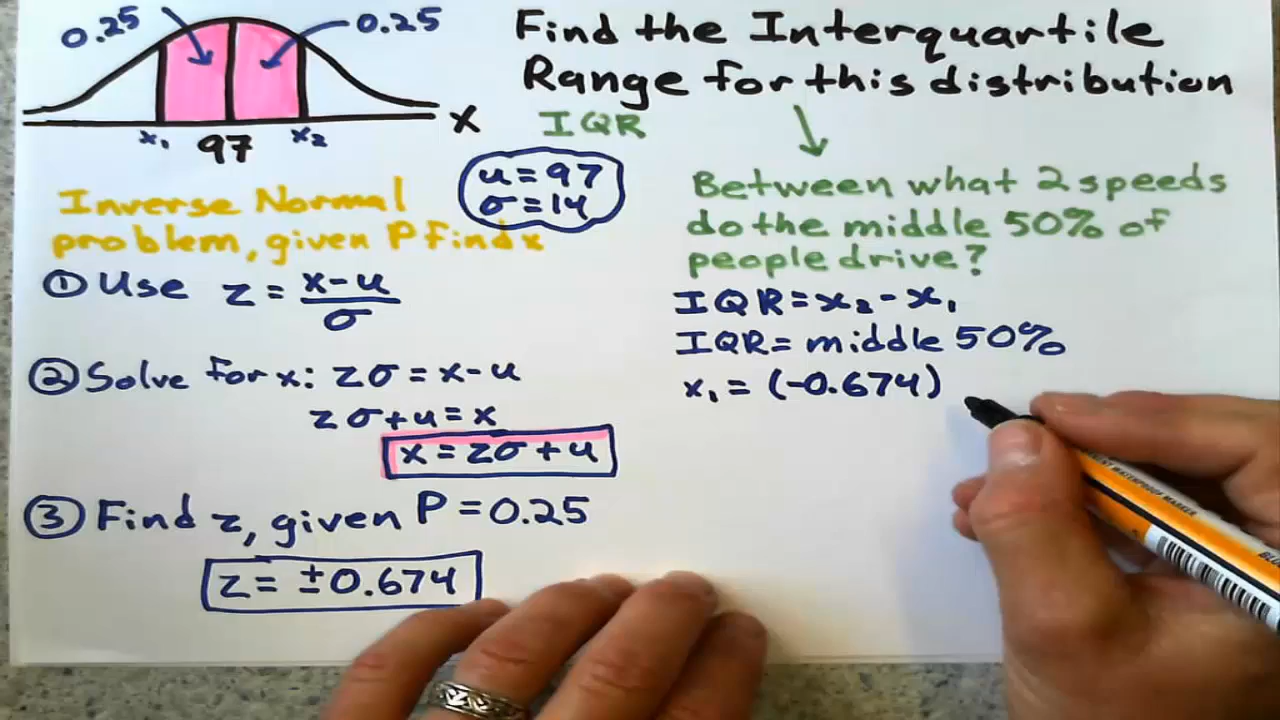 0.25
0.25
x₁ 97 x₂
x
Find the Interquartile
Range for this distribution
IQR
u = 97
σ = 14
Inverse Normal
problem, given P find x
① Use z = x-u
σ
② Solve for x: zσ = x-u
zσ+u = x
x = zσ + u
③ Find z, given P = 0.25
z = ±0.674
Between what 2 speeds
do the middle 50% of
people drive?
IQR = x₂ - x₁
IQR = middle 50%
x₁ = (-0.674)
WATERPROOF MARKER